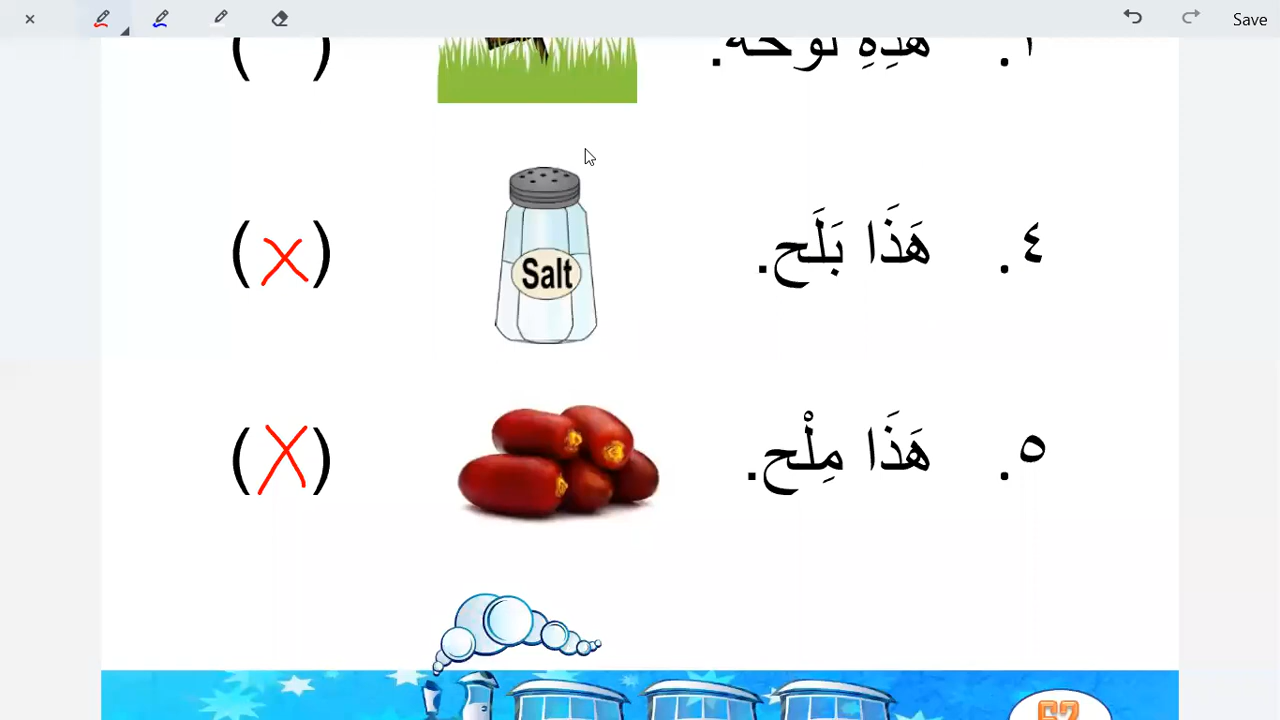 Save
٤. هَذَا بَلَح. ( X )
Salt
٥. هَذَا مِلْح. ( X )